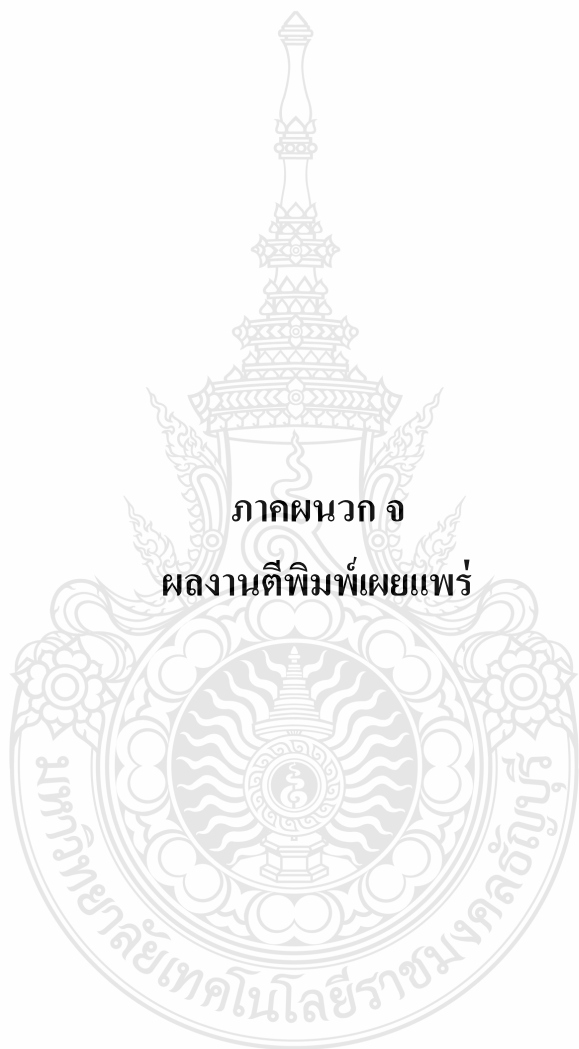 ภาคผนวก จ
ผลงานตีพิมพ์เผยแพร่
มหาวิทยาลัยเทคโนโลยีราชมงคลธัญบุรี